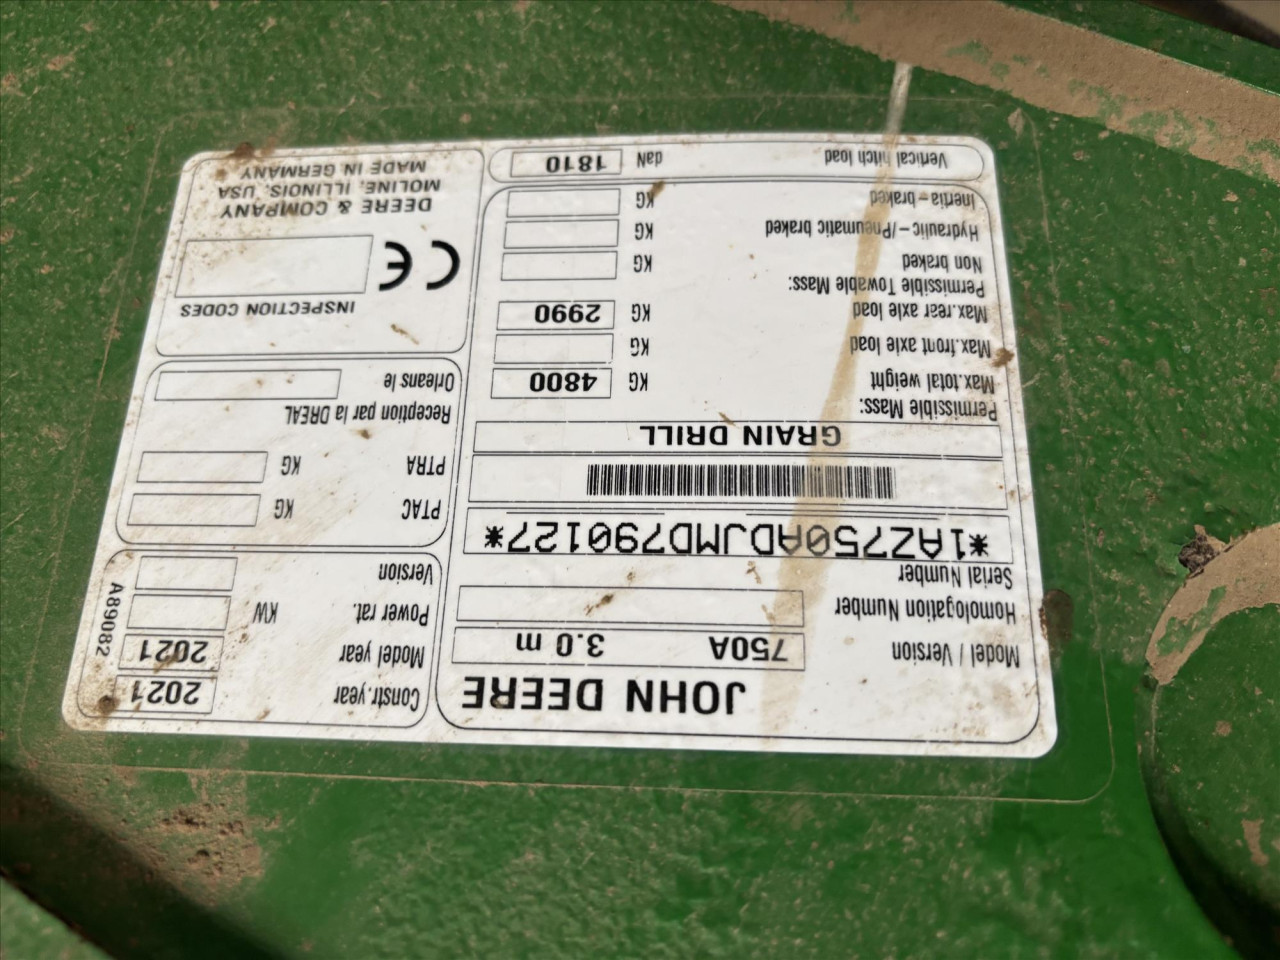 JOHN DEERE
Model / Version 750A 3.0 m
Homologation Number
Serial Number
*1AZ750ADJMD790127*
GRAIN DRILL
Permissible Mass:
Max.total weight 4800 KG
Max.front axle load KG
Max.rear axle load 2990 KG
Permissible Towable Mass:
Non braked KG
Hydraulic-/Pneumatic braked KG
Inertia-braked KG
Vertical hitch load 1810 daN
Constr.year 2021
Model year 2021
Power rat. KW
Version
A89082
PTAC KG
PTRA KG
Reception par la DREAL
Orleans le
INSPECTION CODES
CE
DEERE & COMPANY
MOLINE, ILLINOIS, USA
MADE IN GERMANY